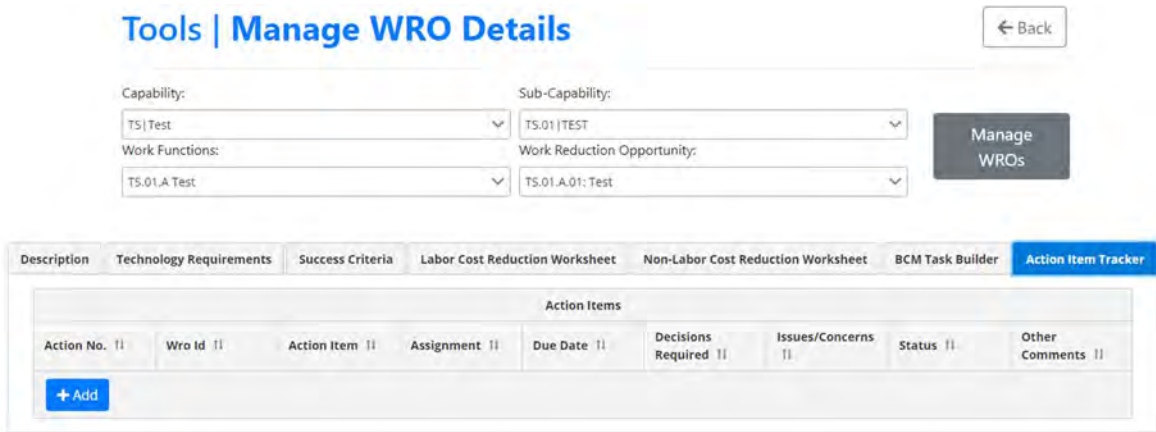 Tools | Manage WRO Details
← Back
Capability:
Sub-Capability:
TS|Test
TS.01|TEST
Manage
WROs
Work Functions:
Work Reduction Opportunity:
TS.01.A Test
TS.01.A.01: Test
Description Technology Requirements Success Criteria Labor Cost Reduction Worksheet Non-Labor Cost Reduction Worksheet BCM Task Builder Action Item Tracker
Action Items
Action No. Wro Id Action Item Assignment Due Date Decisions Required Issues/Concerns Status Other Comments
+ Add